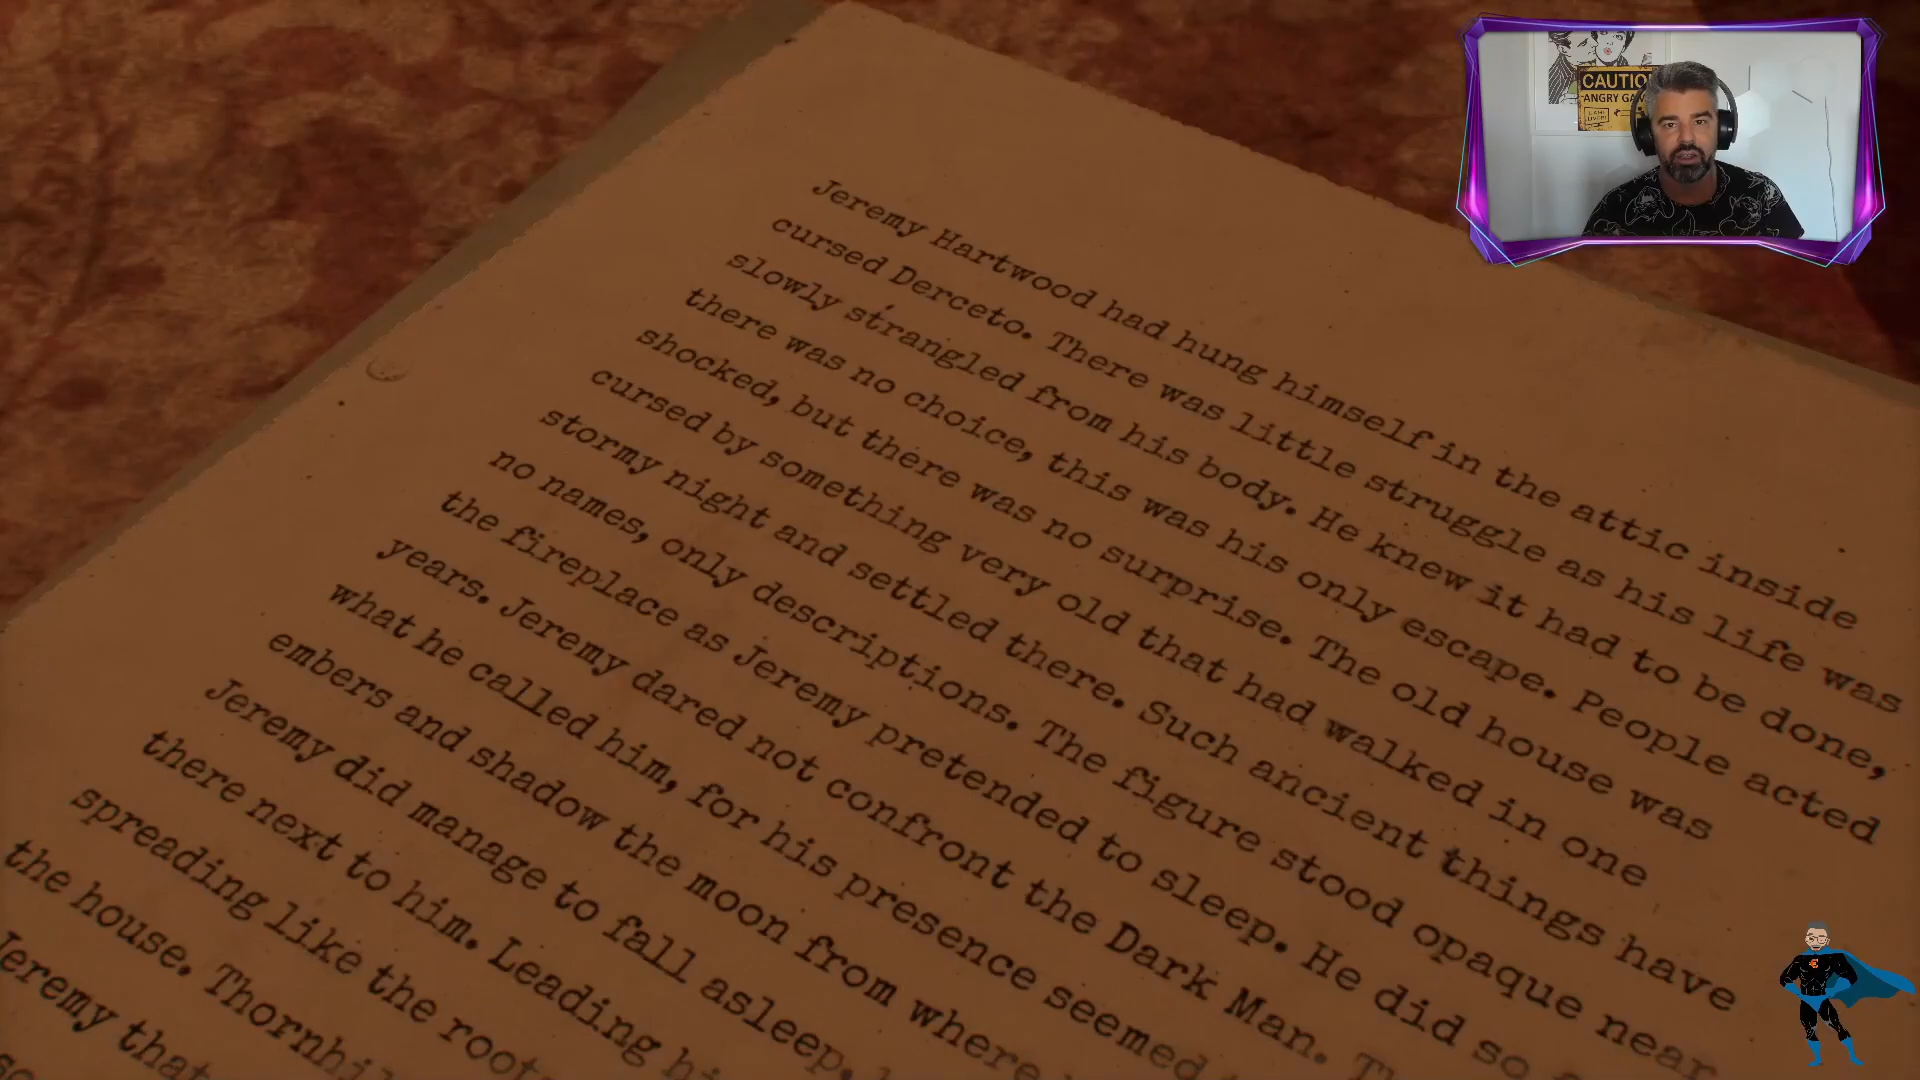 CAUTIO
ANGRY GA
Jeremy Hartwood had hung himself in the attic inside
cursed Derceto. There was little struggle as his life was
slowly strangled from his body. He knew it had to be done,
there was no choice, this was his only escape. People acted
shocked, but there was no surprise. The old house was
cursed by something very old that had walked in one
stormy night and settled there. Such ancient things have
no names, only descriptions. The figure stood opaque near
the fireplace as Jeremy pretended to sleep. He did so
years. Jeremy dared not confront the Dark Man.
what he called him, for his presence seemed
embers and shadow the moon from where
Jeremy did manage to fall asleep.
there next to him. Leading
spreading like the root
the house. Thornhil
Jeremy that